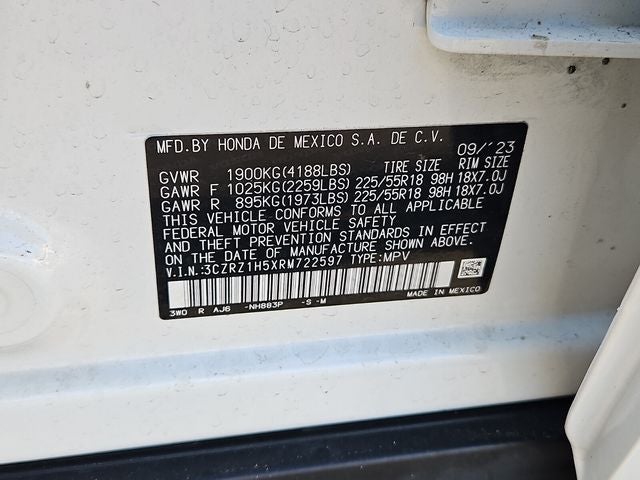 MFD.BY HONDA DE MEXICO S.A. DE C.V. 09/'23
GVWR 1900KG(4188LBS) TIRE SIZE RIM SIZE
GAWR F 1025KG(2259LBS) 225/55R18 98H 18X7.0J
GAWR R 895KG(1973LBS) 225/55R18 98H 18X7.0J
THIS VEHICLE CONFORMS TO ALL APPLICABLE
FEDERAL MOTOR VEHICLE SAFETY
AND THEFT PREVENTION STANDARDS IN EFFECT
ON THE DATE OF MANUFACTURE SHOWN ABOVE.
V.I.N.:3CZRZ1H5XRM722597 TYPE:MPV
3W0 R AJ6 -NH883P -S -M MADE IN MEXICO